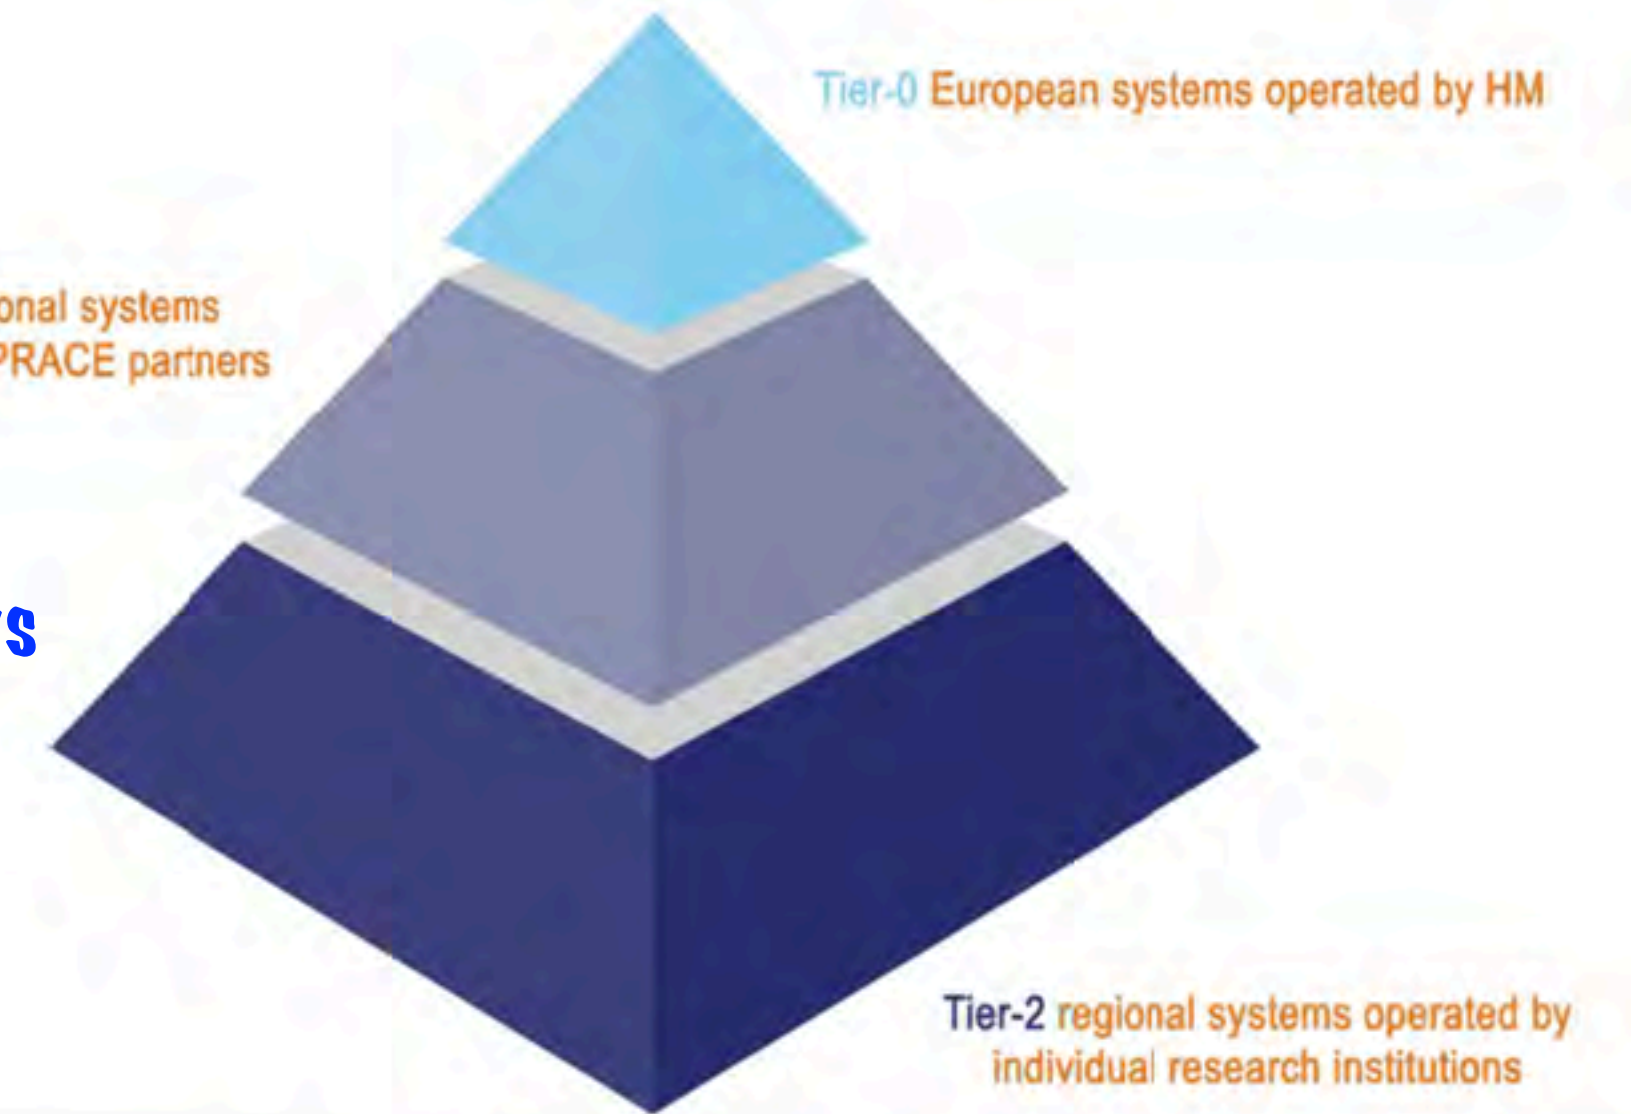 Tier-0 European systems operated by HM
onal systems
PRACE partners
's
Tier-2 regional systems operated by
individual research institutions